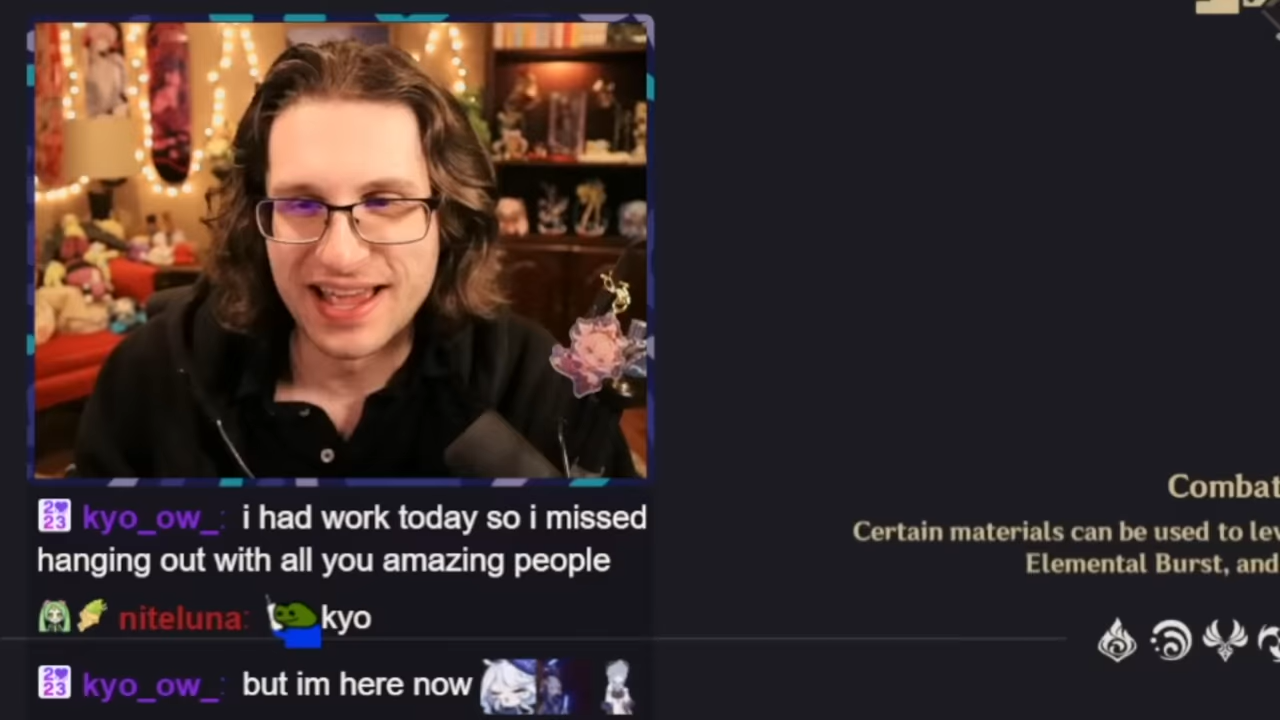 kyo_ow_: i had work today so i missed
hanging out with all you amazing people
niteluna: kyo
kyo_ow_: but im here now
Combat
Certain materials can be used to lev
Elemental Burst, and